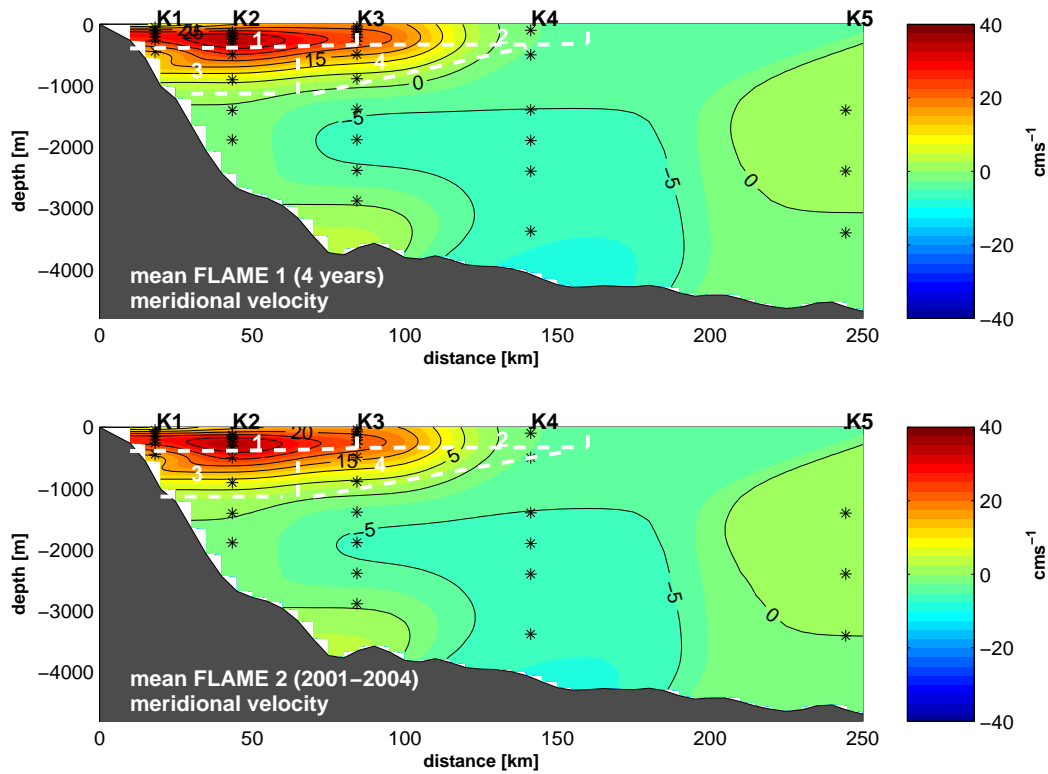 K1 K2 K3 K4 K5
25 1 2
15 4
3 0
−5
−5 0
0
−1000
−2000
−3000
−4000
depth [m]
mean FLAME 1 (4 years)
meridional velocity
0 50 100 150 200 250
distance [km]
40
20
0
−20
−40
cms−1
K1 K2 K3 K4 K5
20 1 2
15 4 5
3
−5
−5 0
0
−1000
−2000
−3000
−4000
depth [m]
mean FLAME 2 (2001−2004)
meridional velocity
0 50 100 150 200 250
distance [km]
40
20
0
−20
−40
cms−1